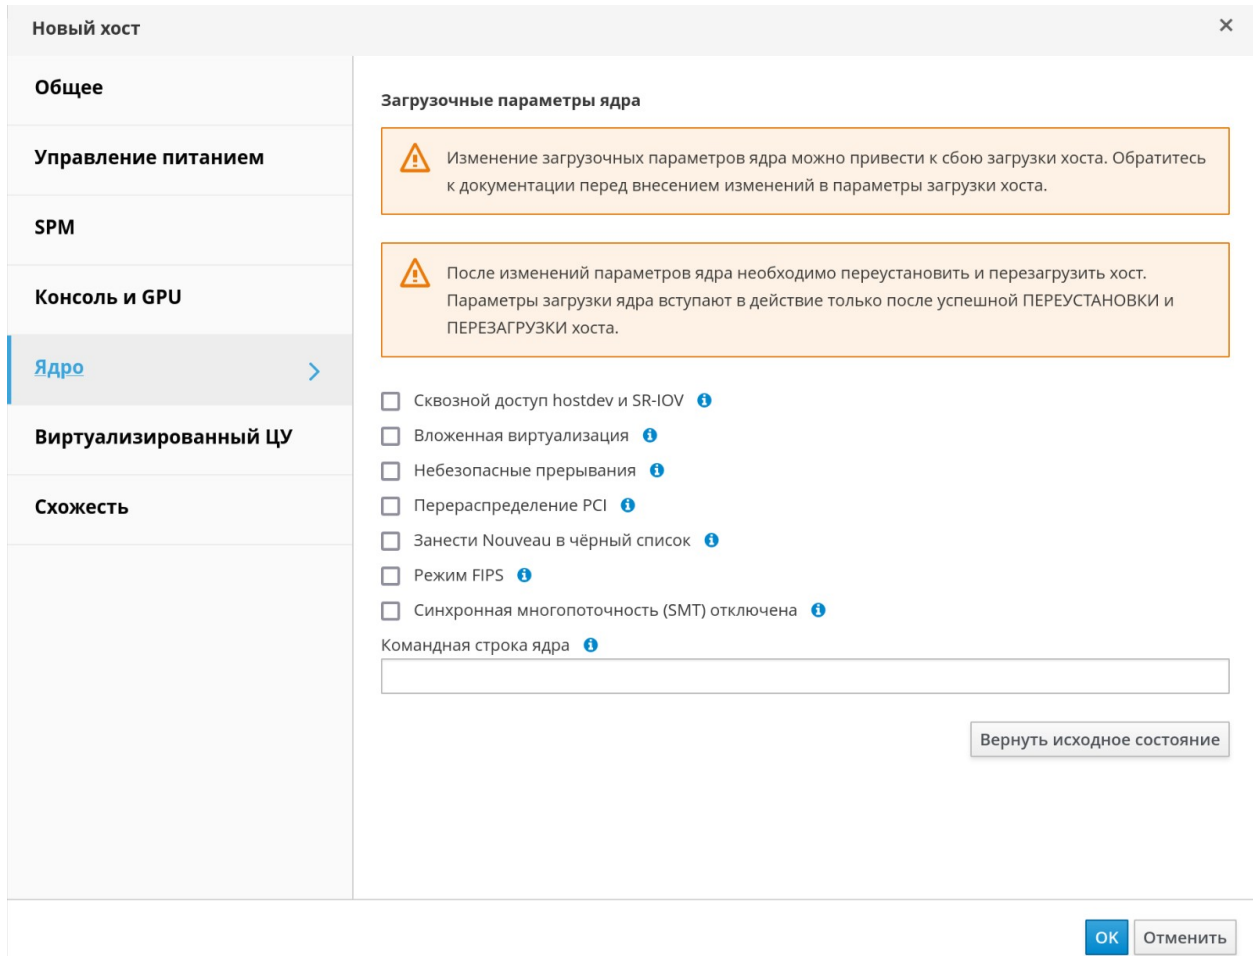 Новый хост
Общее
Управление питанием
SPM
Консоль и GPU
Ядро
Виртуализированный ЦУ
Схожесть
Загрузочные параметры ядра
Изменение загрузочных параметров ядра можно привести к сбою загрузки хоста. Обратитесь
к документации перед внесением изменений в параметры загрузки хоста.
После изменений параметров ядра необходимо переустановить и перезагрузить хост.
Параметры загрузки ядра вступают в действие только после успешной ПЕРЕУСТАНОВКИ и
ПЕРЕЗАГРУЗКИ хоста.
Сквозной доступ hostdev и SR-IOV
Вложенная виртуализация
Небезопасные прерывания
Перераспределение PCI
Занести Nouveau в чёрный список
Режим FIPS
Синхронная многопоточность (SMT) отключена
Командная строка ядра
Вернуть исходное состояние
OK
Отменить